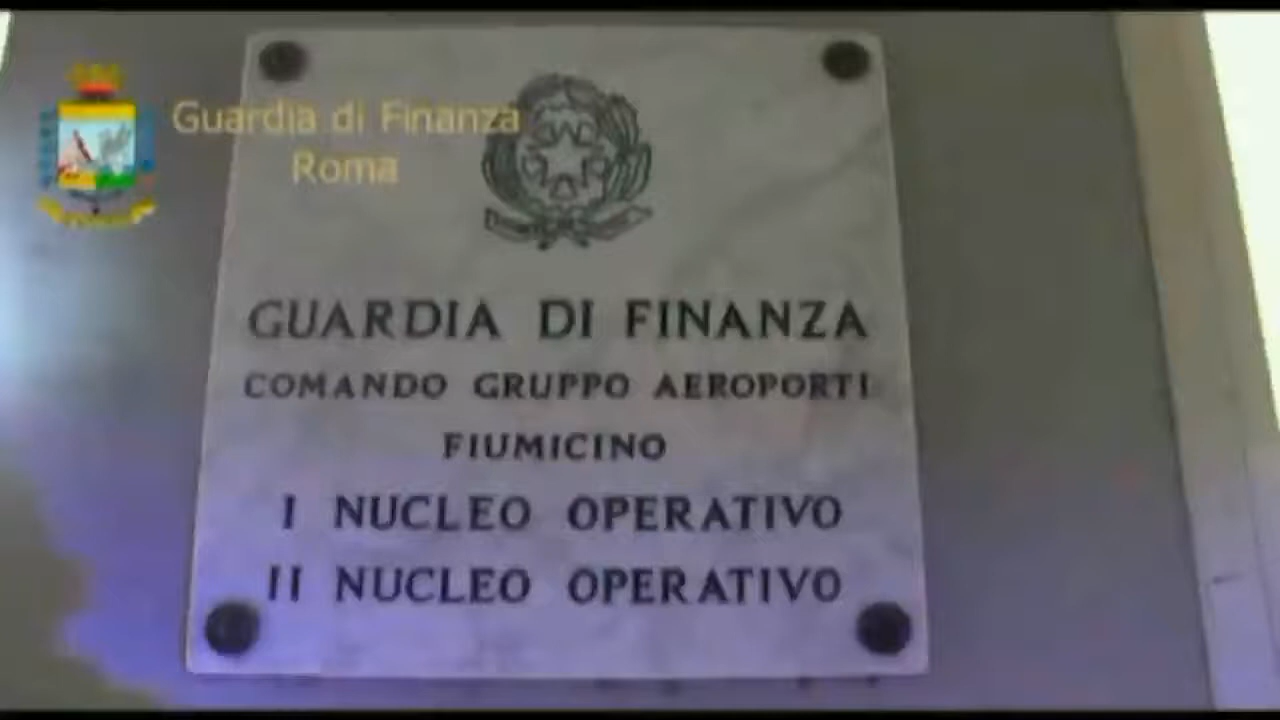 Guardia di Finanza
Roma
GUARDIA DI FINANZA
COMANDO GRUPPO AEROPORTI
FIUMICINO
I NUCLEO OPERATIVO
II NUCLEO OPERATIVO